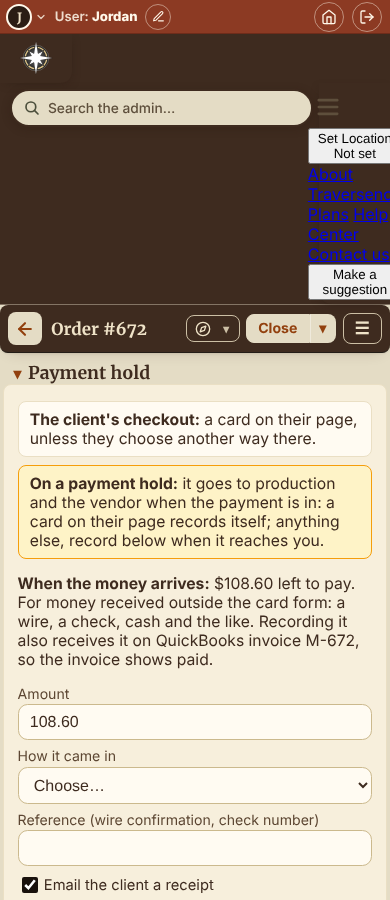 J
User: Jordan
Search the admin...
Set Location
Not set
About
Plans Help
Center
Contact us
Make a
suggestion
Order #672
Close
Payment hold
The client's checkout: a card on their page,
unless they choose another way there.
On a payment hold: it goes to production
and the vendor when the payment is in: a
card on their page records itself; anything
else, record below when it reaches you.
When the money arrives: $108.60 left to pay.
For money received outside the card form: a
wire, a check, cash and the like. Recording it
also receives it on QuickBooks invoice M-672,
so the invoice shows paid.
Amount
108.60
How it came in
Choose...
Reference (wire confirmation, check number)
Email the client a receipt